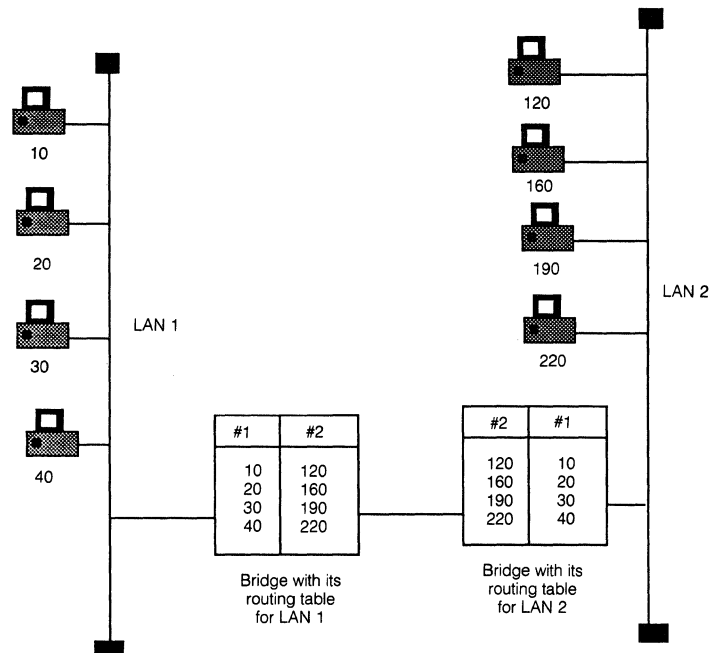 120
10
160
20
190
LAN 2
LAN 1
30
220
40
#1 #2
10 120
20 160
30 190
40 220
#2 #1
120 10
160 20
190 30
220 40
Bridge with its
routing table
for LAN 1
Bridge with its
routing table
for LAN 2